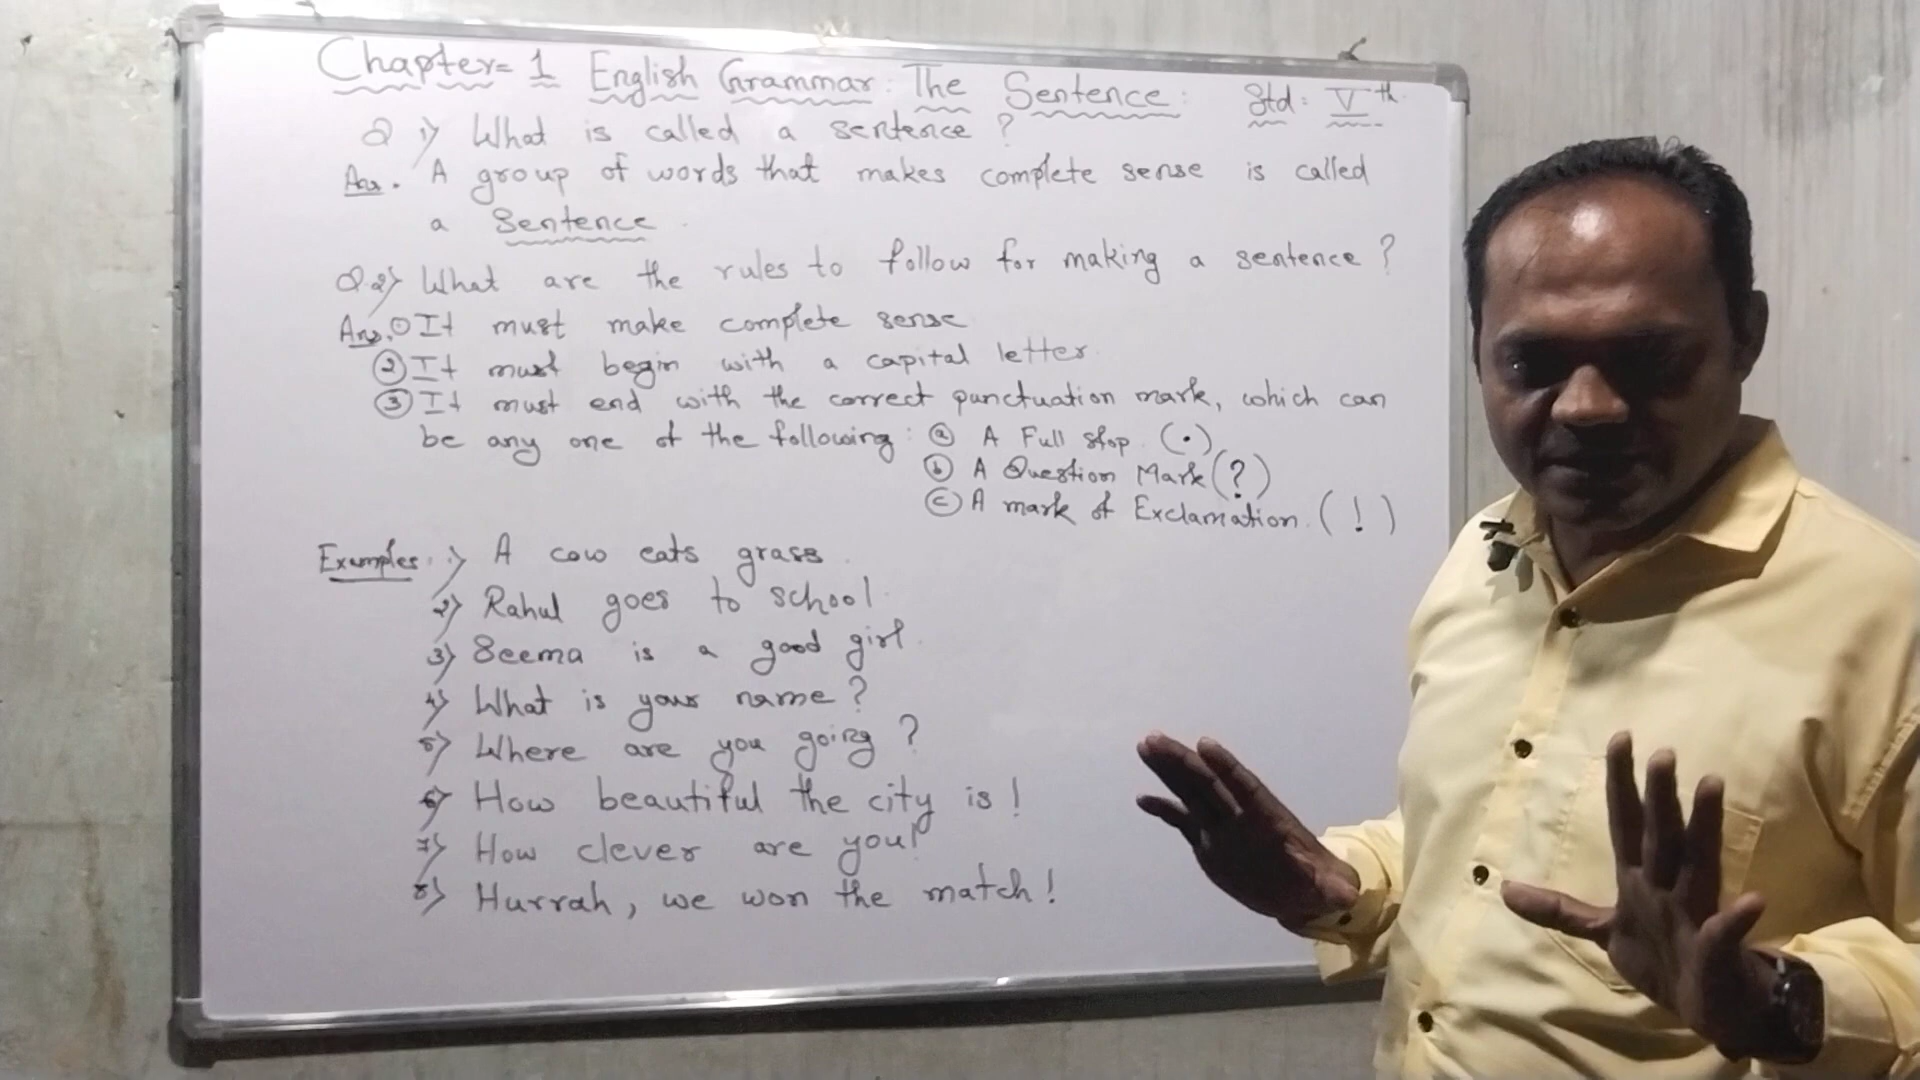 Chapter= 1 English Grammar: The Sentence: Std: Vth
Q 1) What is called a sentence?
Ans. A group of words that makes complete sense is called
a Sentence.
Q.2) What are the rules to follow for making a sentence?
Ans. ① It must make complete sense
② It must begin with a capital letter.
③ It must end with the correct punctuation mark, which can
be any one of the following: ⓐ A Full stop. (.)
ⓑ A Question Mark (?)
ⓒ A mark of Exclamation. (!)
Examples: 1) A cow eats grass.
2) Rahul goes to school.
3) Seema is a good girl.
4) What is your name?
5) Where are you going?
6) How beautiful the city is!
7) How clever are you!
8) Hurrah, we won the match!